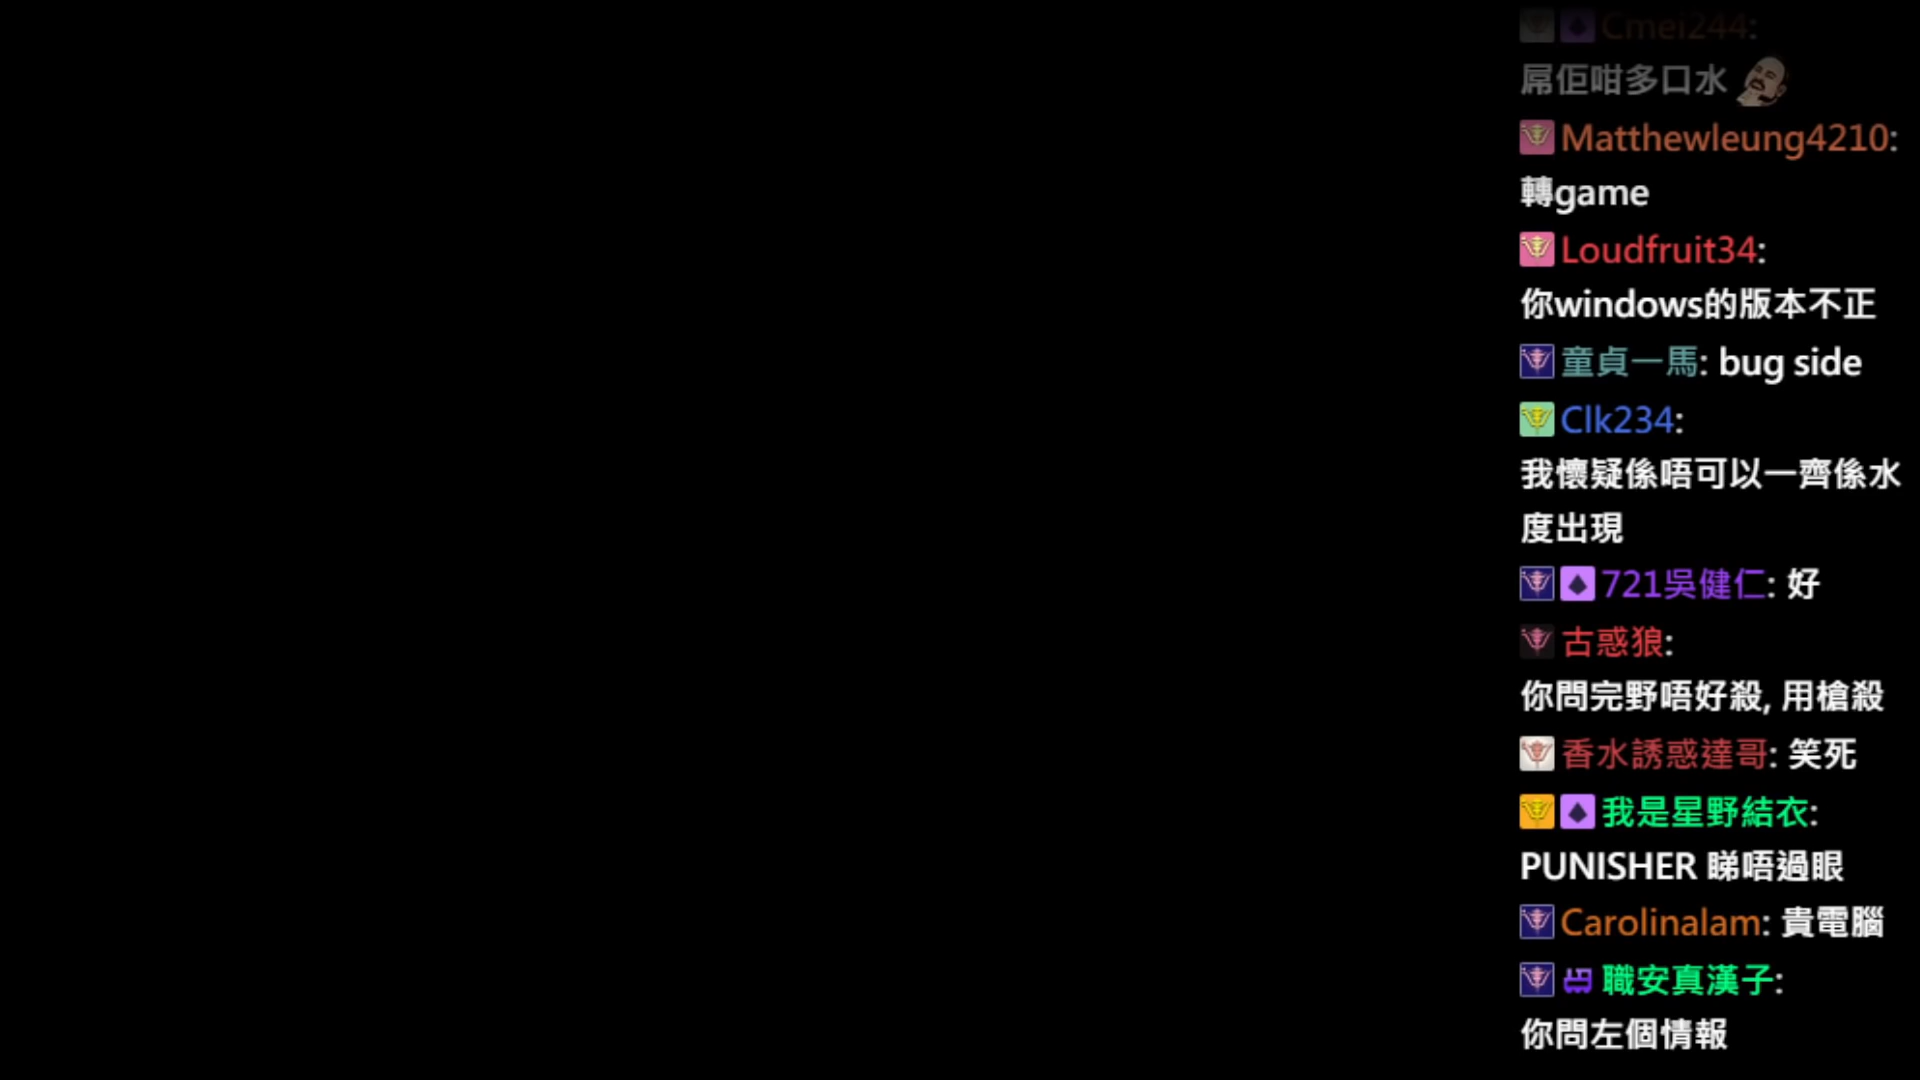 Cmei244:
屌佢咁多口水
Matthewleung4210:
轉game
Loudfruit34:
你windows的版本不正
童貞一馬: bug side
Clk234:
我懷疑係唔可以一齊係水
度出現
721吳健仁: 好
古惑狼:
你問完野唔好殺, 用槍殺
香水誘惑達哥: 笑死
我是星野結衣:
PUNISHER 睇唔過眼
Carolinalam: 貴電腦
職安真漢子:
你問左個情報